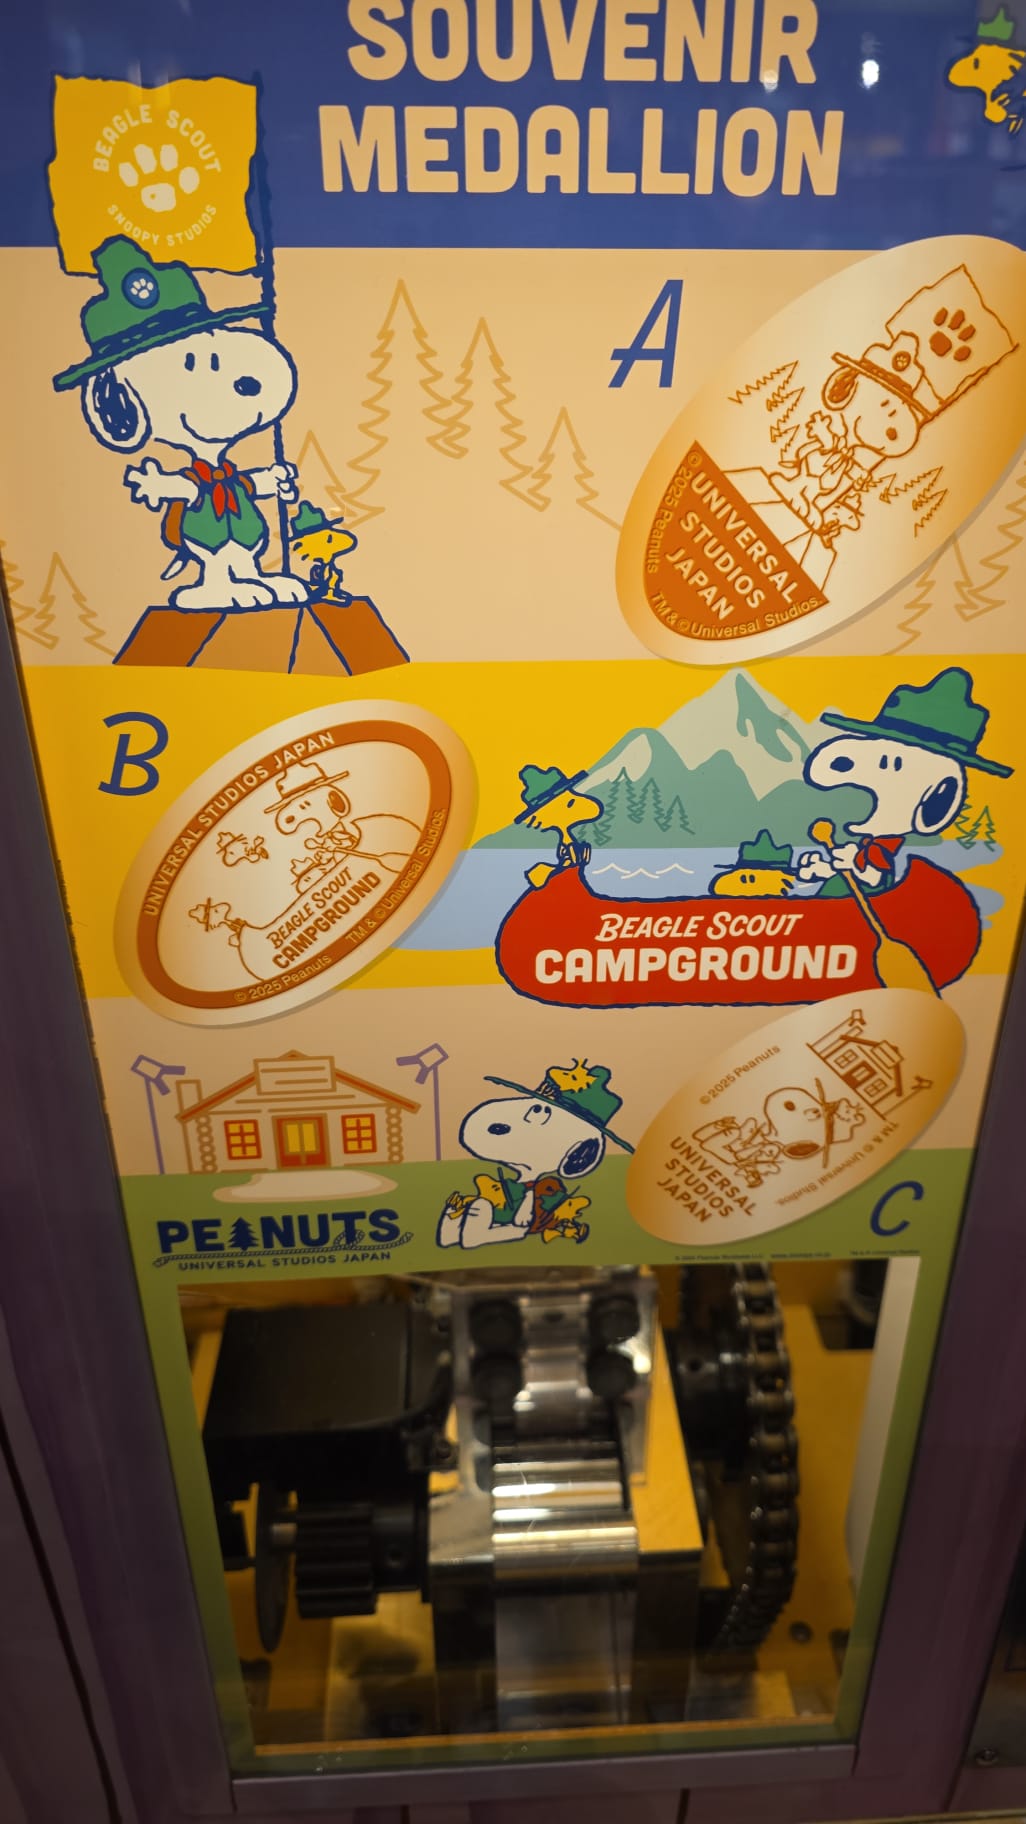 SOUVENIR
MEDALLION
BEAGLE SCOUT
SNOOPY STUDIOS
A
UNIVERSAL
STUDIOS
JAPAN
© 2025 Peanuts
TM & © Universal Studios.
B
UNIVERSAL STUDIOS JAPAN
BEAGLE SCOUT
CAMPGROUND
© 2025 Peanuts
TM & © Universal Studios.
BEAGLE SCOUT
CAMPGROUND
© 2025 Peanuts
UNIVERSAL
STUDIOS
JAPAN
TM & © Universal Studios.
C
PEANUTS
UNIVERSAL STUDIOS JAPAN